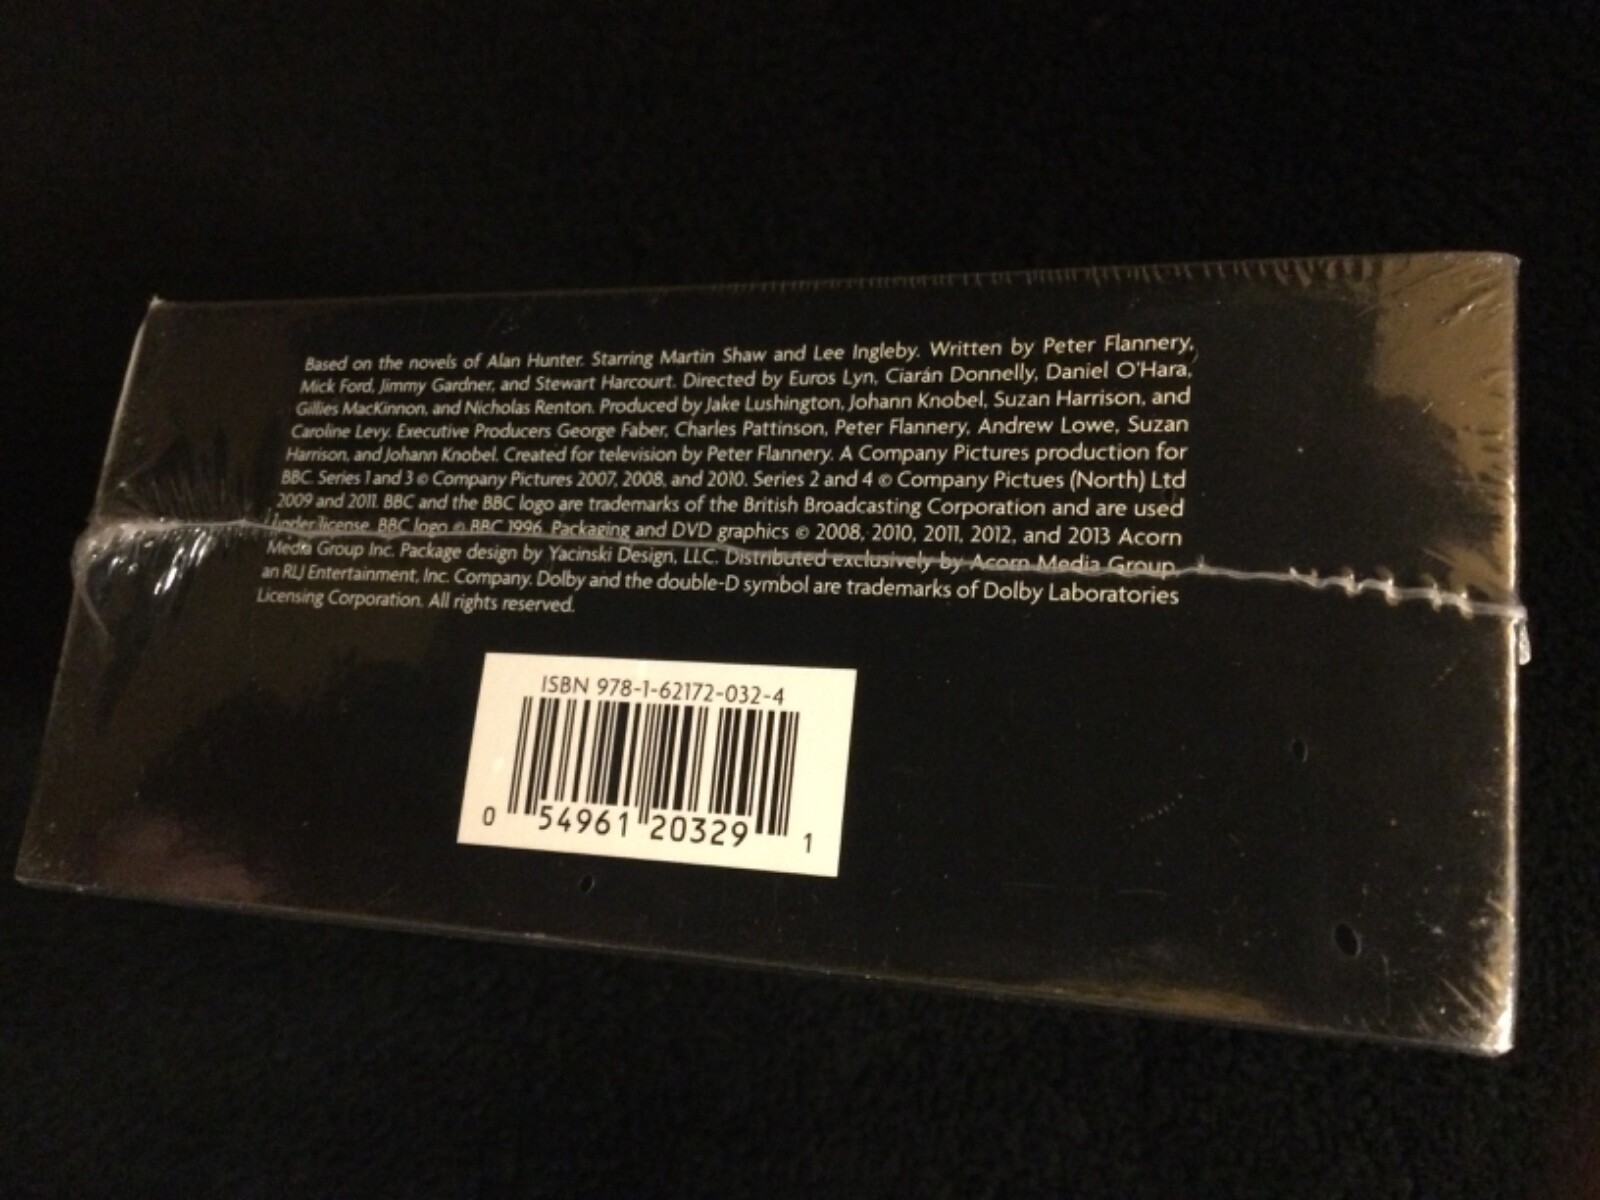 Based on the novels of Alan Hunter. Starring Martin Shaw and Lee Ingleby. Written by Peter Flannery,
Mick Ford, Jimmy Gardner, and Stewart Harcourt. Directed by Euros Lyn, Ciarán Donnelly, Daniel O'Hara,
Gillies MacKinnon, and Nicholas Renton. Produced by Jake Lushington, Johann Knobel, Suzan Harrison, and
Caroline Levy. Executive Producers George Faber, Charles Pattinson, Peter Flannery, Andrew Lowe, Suzan
Harrison, and Johann Knobel. Created for television by Peter Flannery. A Company Pictures production for
BBC. Series 1 and 3 © Company Pictures 2007, 2008, and 2010. Series 2 and 4 © Company Pictues (North) Ltd
2009 and 2011. BBC and the BBC logo are trademarks of the British Broadcasting Corporation and are used
under license. BBC logo © BBC 1996. Packaging and DVD graphics © 2008, 2010, 2011, 2012, and 2013 Acorn
Media Group Inc. Package design by Yacinski Design, LLC. Distributed exclusively by Acorn Media Group,
an RLJ Entertainment, Inc. Company. Dolby and the double-D symbol are trademarks of Dolby Laboratories
Licensing Corporation. All rights reserved.
ISBN 978-1-62172-032-4
0 54961 20329 1